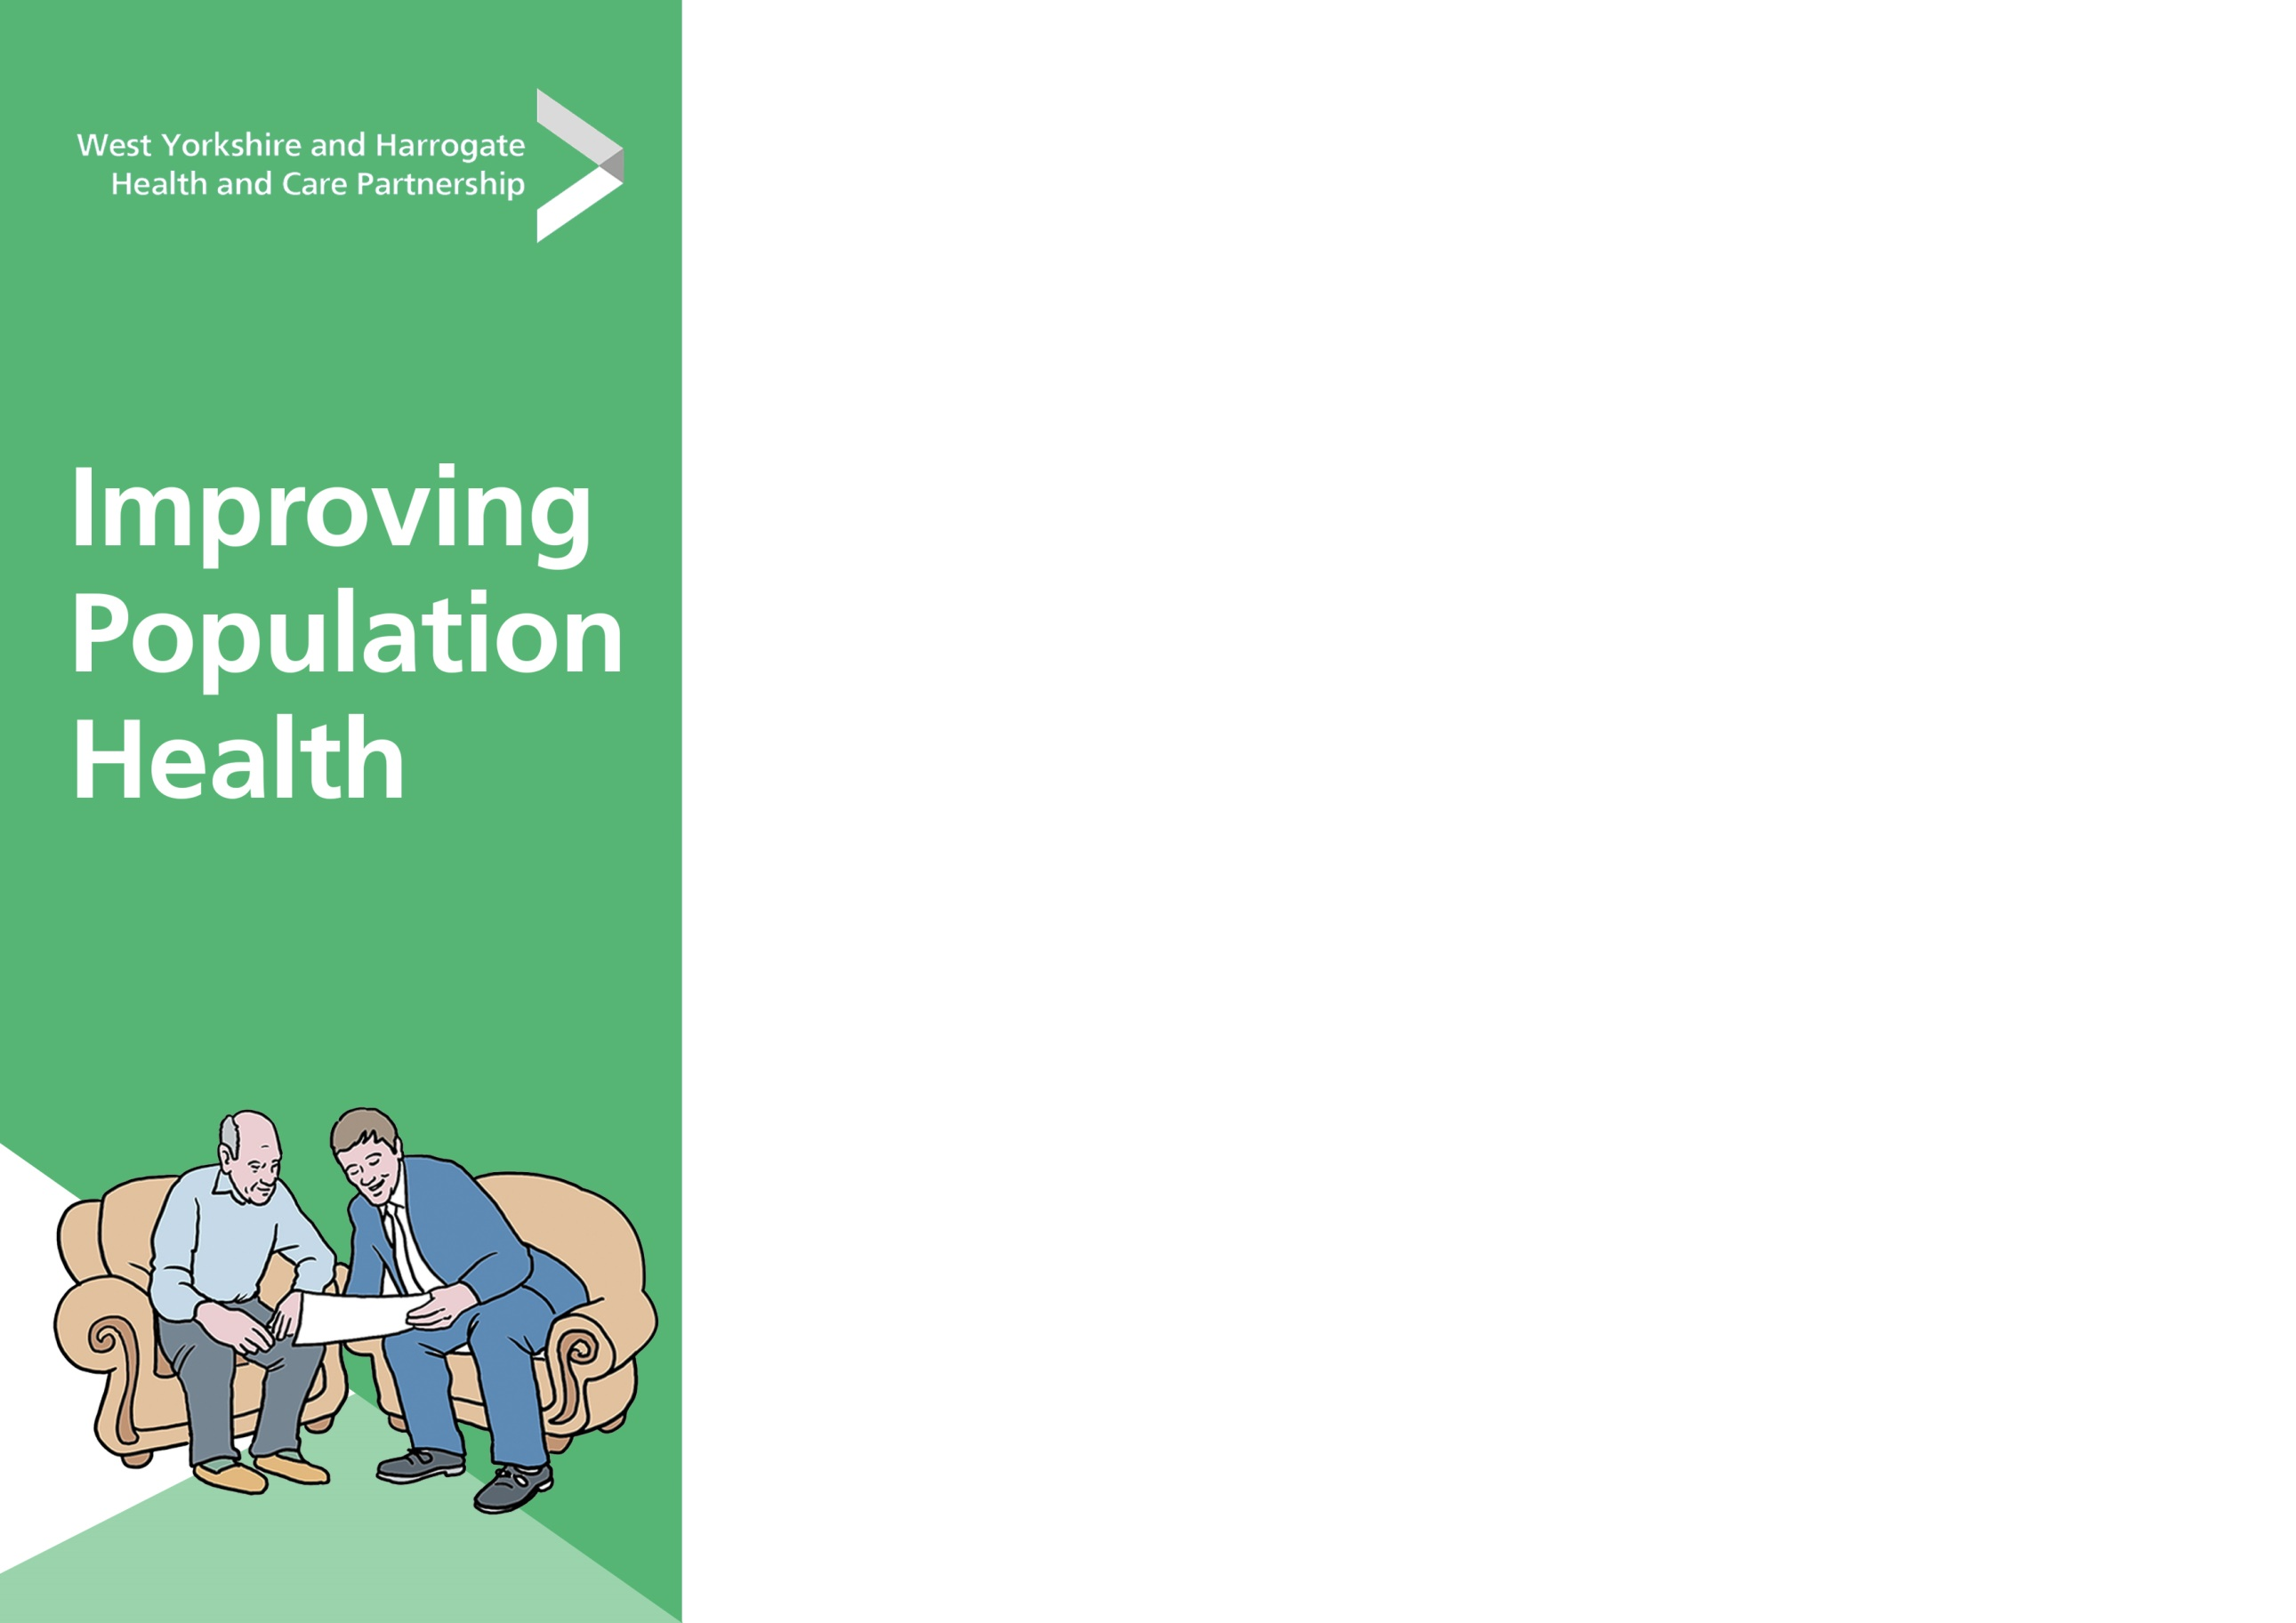 West Yorkshire and Harrogate
Health and Care Partnership
Improving
Population
Health